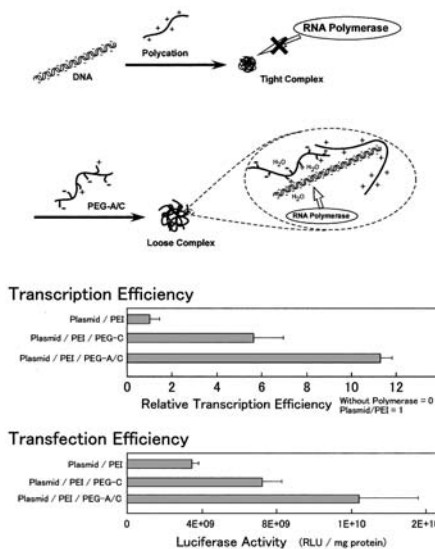 Polycation
RNA Polymerase
DNA
Tight Complex
H₂O
H₂O
H₂O
PEG-A/C
RNA Polymerase
Loose Complex
Transcription Efficiency
Plasmid / PEI
Plasmid / PEI / PEG-C
Plasmid / PEI / PEG-A/C
0 2 4 6 8 10 12
Relative Transcription Efficiency
Without Polymerase = 0
Plasmid/PEI = 1
Transfection Efficiency
Plasmid / PEI
Plasmid / PEI / PEG-C
Plasmid / PEI / PEG-A/C
0 4E+09 8E+09 1E+10 2E+10
Luciferase Activity (RLU / mg protein)